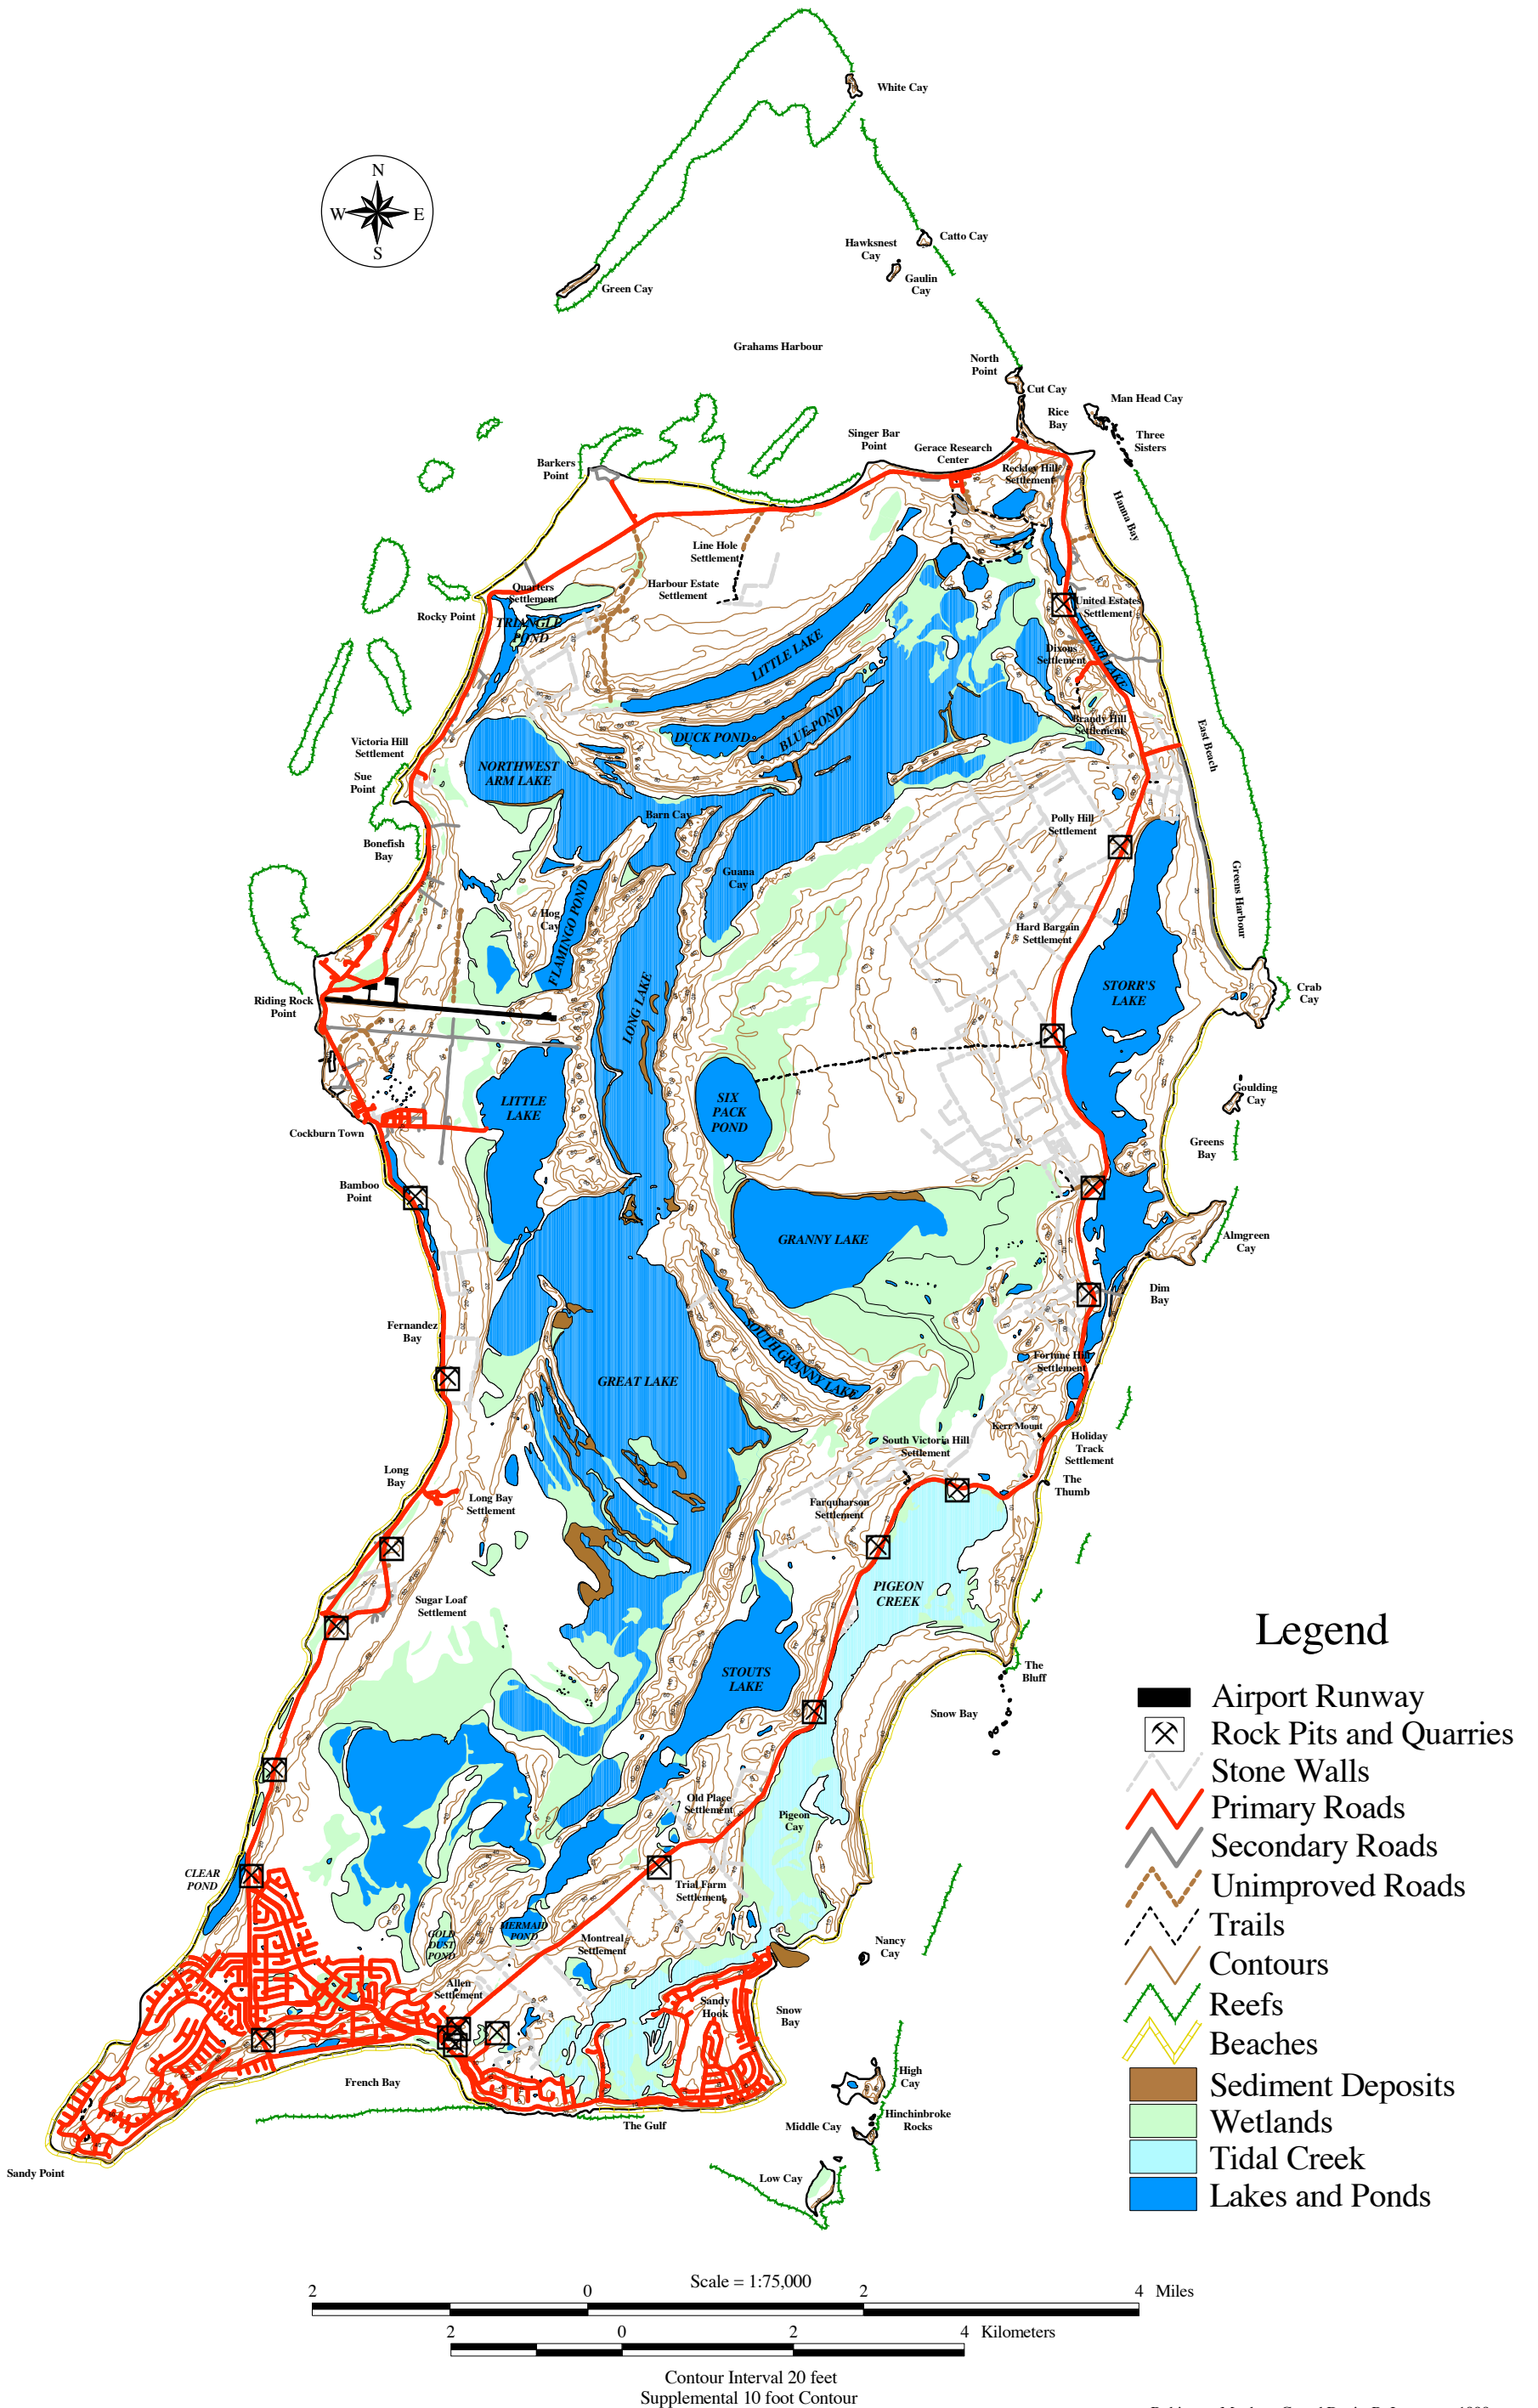 White Cay
N
W
E
S
Hawksnest
Cay
Catto Cay
Gaulin
Cay
Green Cay
Grahams Harbour
North
Point
Cut Cay
Man Head Cay
Rice
Bay
Three
Sisters
Singer Bar
Point
Gerace Research
Center
Reckley Hill
Settlement
Barkers
Point
Hanna Bay
Line Hole
Settlement
Harbour Estate
Settlement
Quarters
Settlement
Rocky Point
TRIANGLE
POND
United Estates
Settlement
FRESH LAKE
Dixons
Settlement
LITTLE LAKE
DUCK POND
BLUE POND
Brandy Hill
Settlement
East Beach
Victoria Hill
Settlement
Sue
Point
NORTHWEST
ARM LAKE
Barn Cay
Polly Hill
Settlement
Bonefish
Bay
Guana
Cay
Greens Harbour
Hog
Cay
FLAMINGO POND
Hard Bargain
Settlement
Riding Rock
Point
LONG LAKE
STORR'S
LAKE
Crab
Cay
LITTLE
LAKE
SIX
PACK
POND
Goulding
Cay
Cockburn Town
Greens
Bay
Bamboo
Point
GRANNY LAKE
Almgreen
Cay
Dim
Bay
Fernandez
Bay
SOUTH GRANNY LAKE
Fortune Hill
Settlement
GREAT LAKE
Kerr Mount
Holiday
Track
Settlement
South Victoria Hill
Settlement
Long
Bay
The
Thumb
Long Bay
Settlement
Farquharson
Settlement
PIGEON
CREEK
Sugar Loaf
Settlement
STOUTS
LAKE
The
Bluff
Snow Bay
Old Place
Settlement
Pigeon
Cay
CLEAR
POND
Trial Farm
Settlement
MERMAID
POND
GOLD
DUST
POND
Montreal
Settlement
Nancy
Cay
Allen
Settlement
Sandy
Hook
Snow
Bay
French Bay
High
Cay
The Gulf
Middle Cay
Hinchinbroke
Rocks
Sandy Point
Low Cay
Legend
Airport Runway
Rock Pits and Quarries
Stone Walls
Primary Roads
Secondary Roads
Unimproved Roads
Trails
Contours
Reefs
Beaches
Sediment Deposits
Wetlands
Tidal Creek
Lakes and Ponds
Scale = 1:75,000
2 0 2 4 Miles
2 0 2 4 Kilometers
Contour Interval 20 feet
Supplemental 10 foot Contour